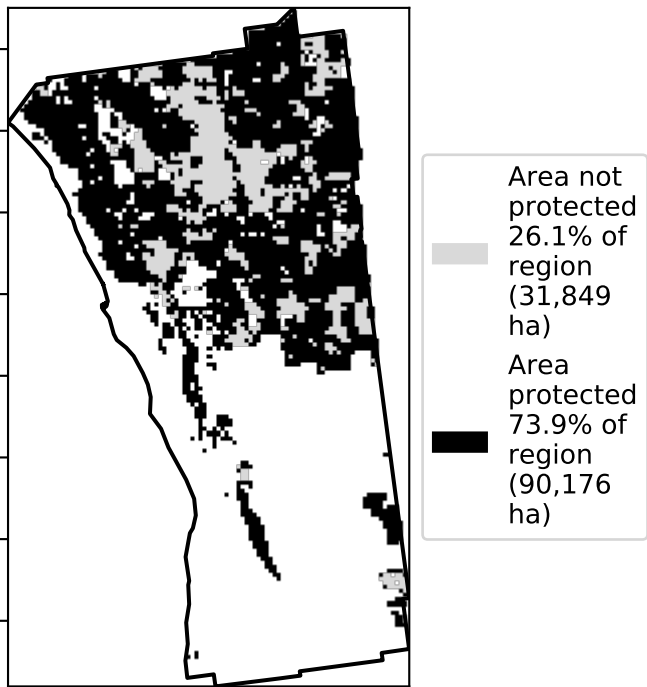 Area not
protected
26.1% of
region
(31,849
ha)
Area
protected
73.9% of
region
(90,176
ha)